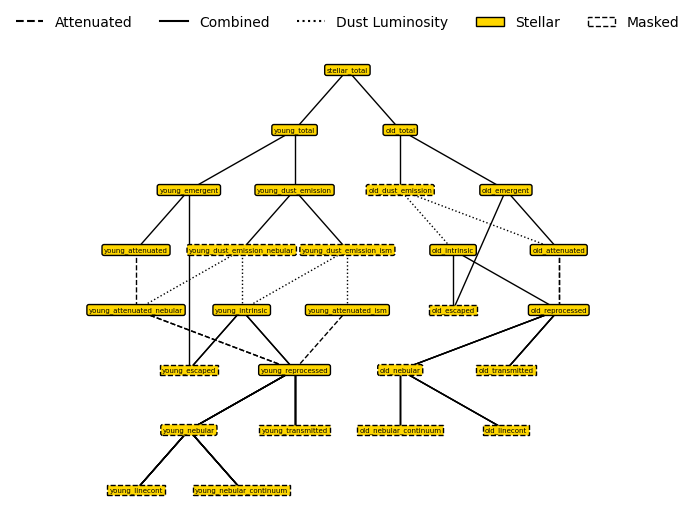 Attenuated Combined Dust Luminosity Stellar Masked
stellar_total
young_total old_total
young_emergent young_dust_emission old_dust_emission old_emergent
young_attenuated young_dust_emission_nebular young_dust_emission_ism old_intrinsic old_attenuated
young_attenuated_nebular young_intrinsic young_attenuated_ism old_escaped old_reprocessed
young_escaped young_reprocessed old_nebular old_transmitted
young_nebular young_transmitted old_nebular_continuum old_linecont
young_linecont young_nebular_continuum